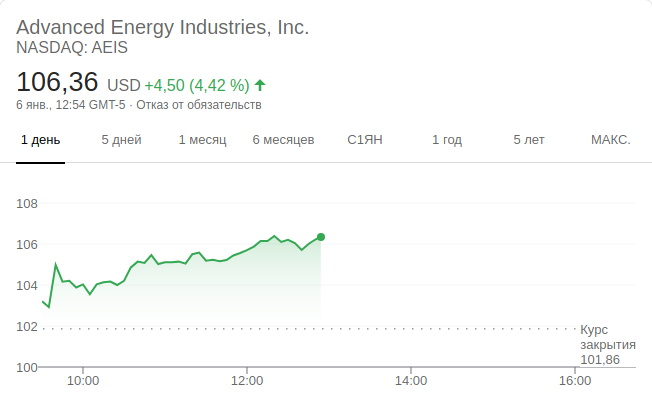 Advanced Energy Industries, Inc.
NASDAQ: AEIS
106,36 USD +4,50 (4,42 %)
6 янв., 12:54 GMT-5 · Отказ от обязательств
1 день 5 дней 1 месяц 6 месяцев С1ЯН 1 год 5 лет МАКС.
108
106
104
102
Курс
закрытия
101,86
100
10:00 12:00 14:00 16:00